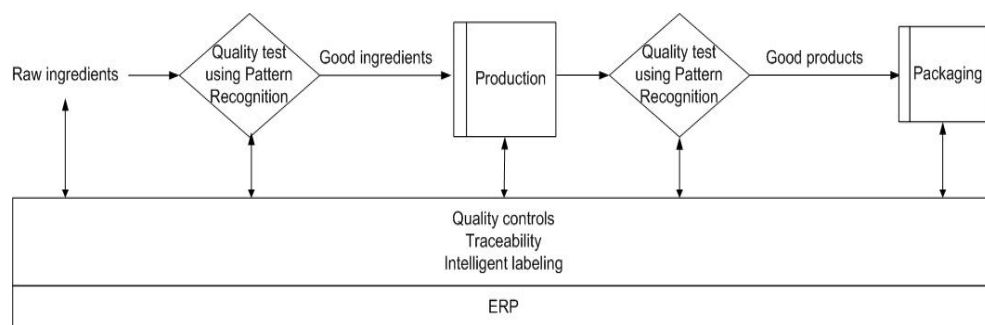 Raw ingredients
Quality test
using Pattern
Recognition
Good ingredients
Production
Quality test
using Pattern
Recognition
Good products
Packaging
Quality controls
Traceability
Intelligent labeling
ERP